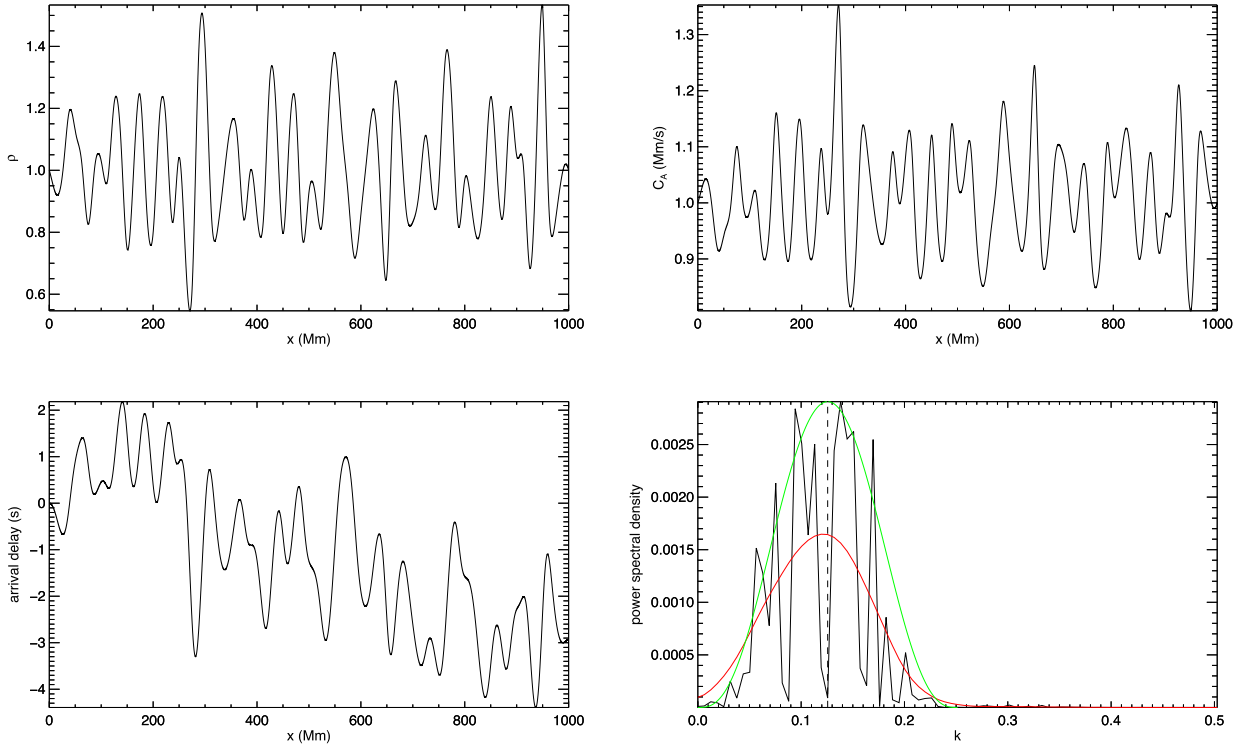 1.4
1.2
1.0
0.8
0.6
ρ
0 200 400 600 800 1000
x (Mm)
1.3
1.2
1.1
1.0
0.9
C_A (Mm/s)
0 200 400 600 800 1000
x (Mm)
2
1
0
−1
−2
−3
−4
arrival delay (s)
0 200 400 600 800 1000
x (Mm)
0.0025
0.0020
0.0015
0.0010
0.0005
power spectral density
0.0 0.1 0.2 0.3 0.4 0.5
k